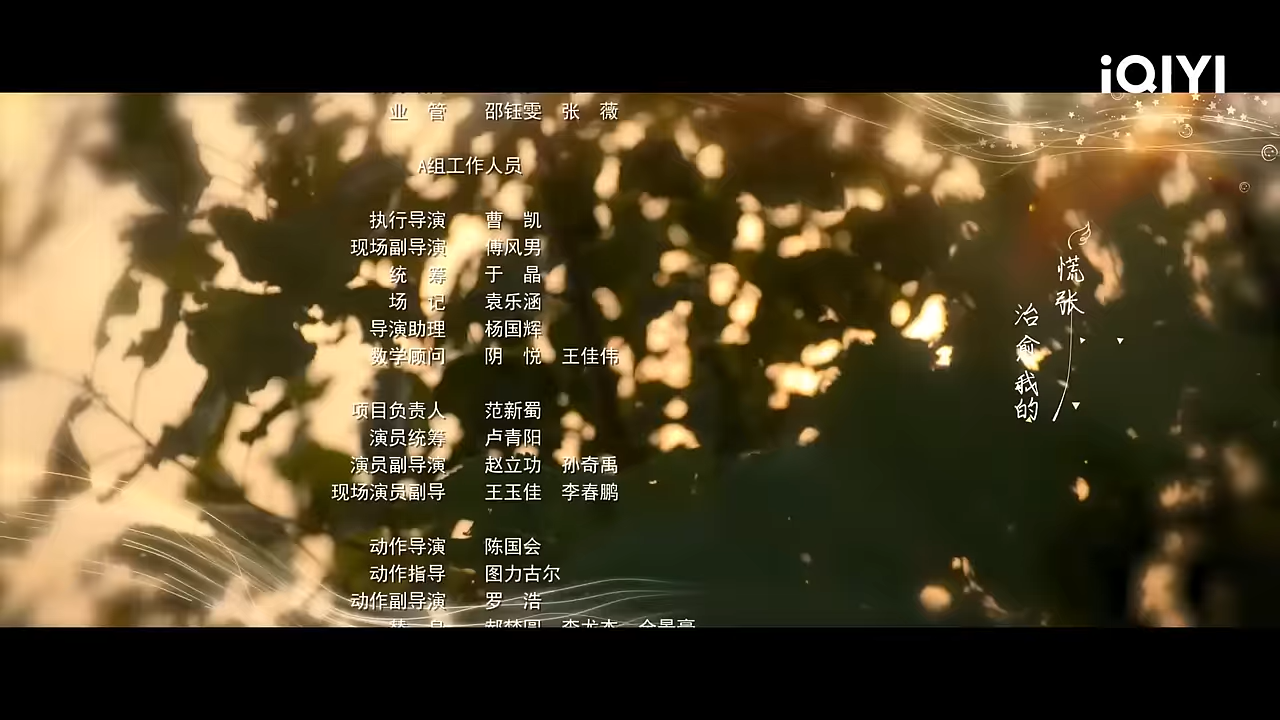 iQIYI
业 管 邵钰雯 张 薇
A组工作人员
执行导演 曹 凯
现场副导演 傅风男
统 筹 于 晶
场 记 袁乐涵
导演助理 杨国辉
数学顾问 阴 悦 王佳伟
项目负责人 范新蜀
演员统筹 卢青阳
演员副导演 赵立功 孙奇禹
现场演员副导 王玉佳 李春鹏
动作导演 陈国会
动作指导 图力古尔
动作副导演 罗 浩
慌张
治愈我的